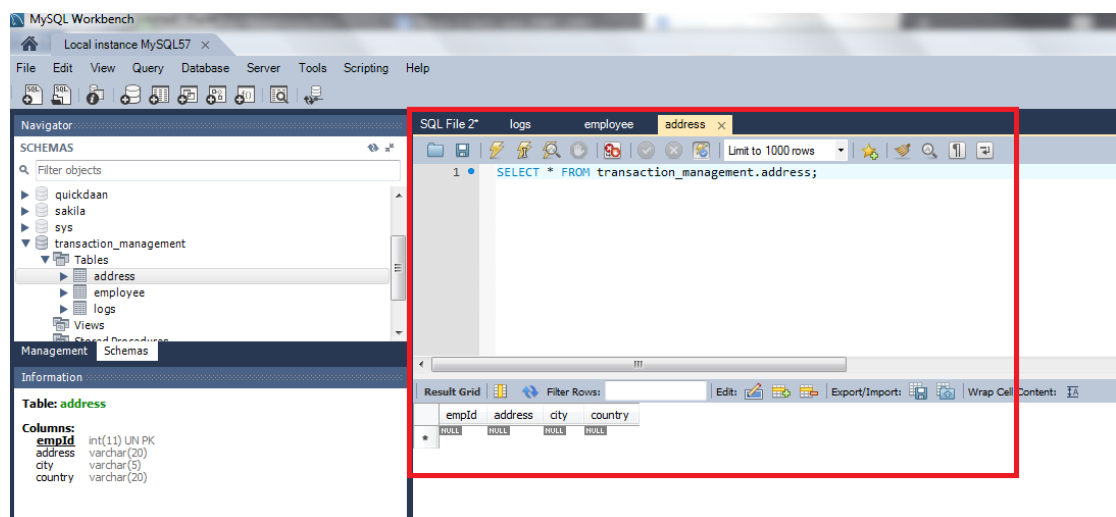 MySQL Workbench
Local instance MySQL57 ×
File Edit View Query Database Server Tools Scripting Help
Navigator
SCHEMAS
Filter objects
quickdaan
sakila
sys
transaction_management
Tables
address
employee
logs
Views
Stored Procedures
Management Schemas
Information
Table: address
Columns:
empId int(11) UN PK
address varchar(20)
city varchar(5)
country varchar(20)
SQL File 2* logs employee address ×
Limit to 1000 rows
1 SELECT * FROM transaction_management.address;
Result Grid Filter Rows: Edit: Export/Import: Wrap Cell Content:
empId address city country
* NULL NULL NULL NULL